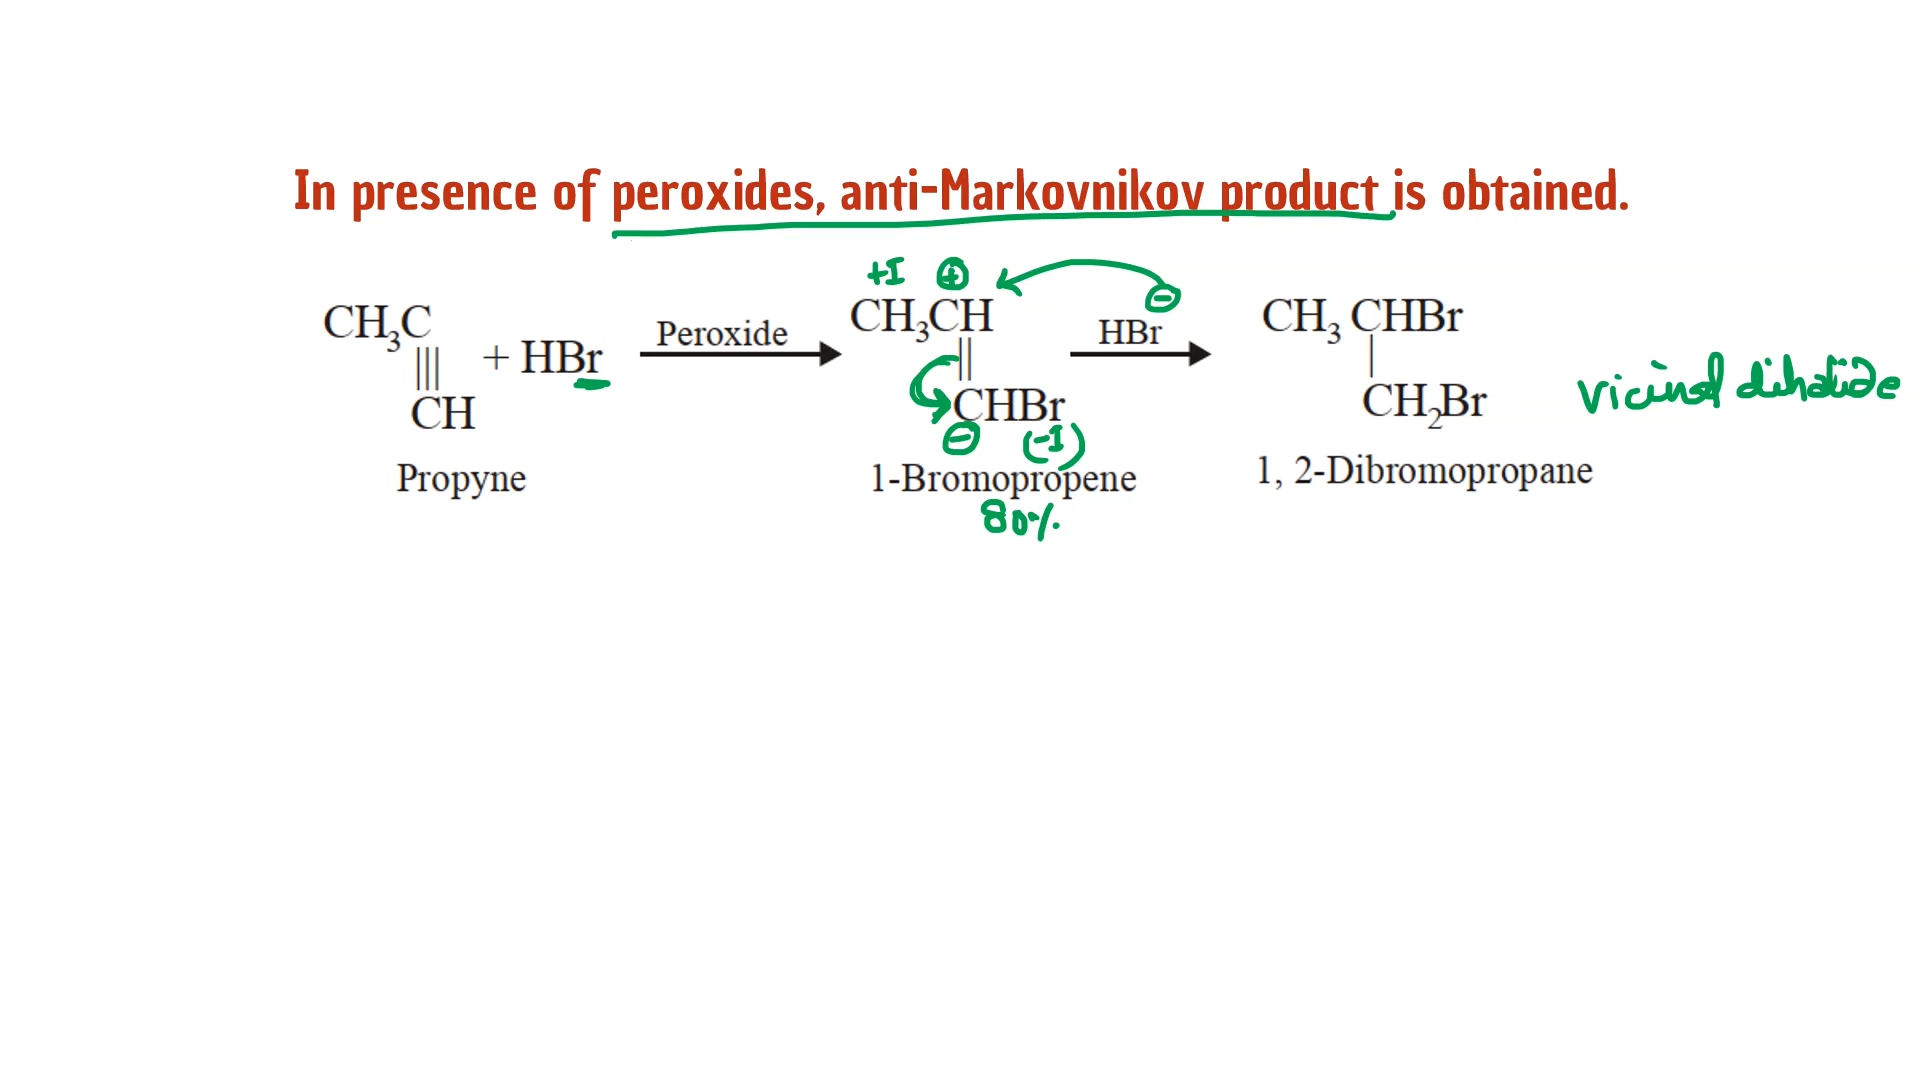 In presence of peroxides, anti-Markovnikov product is obtained.
+I ⊕ ⊖
CH₃C ||| CH + HBr Peroxide CH₃CH || CHBr HBr CH₃ CHBr | CH₂Br vicinal dihalide
⊖ (-I)
Propyne 1-Bromopropene 1, 2-Dibromopropane
80%